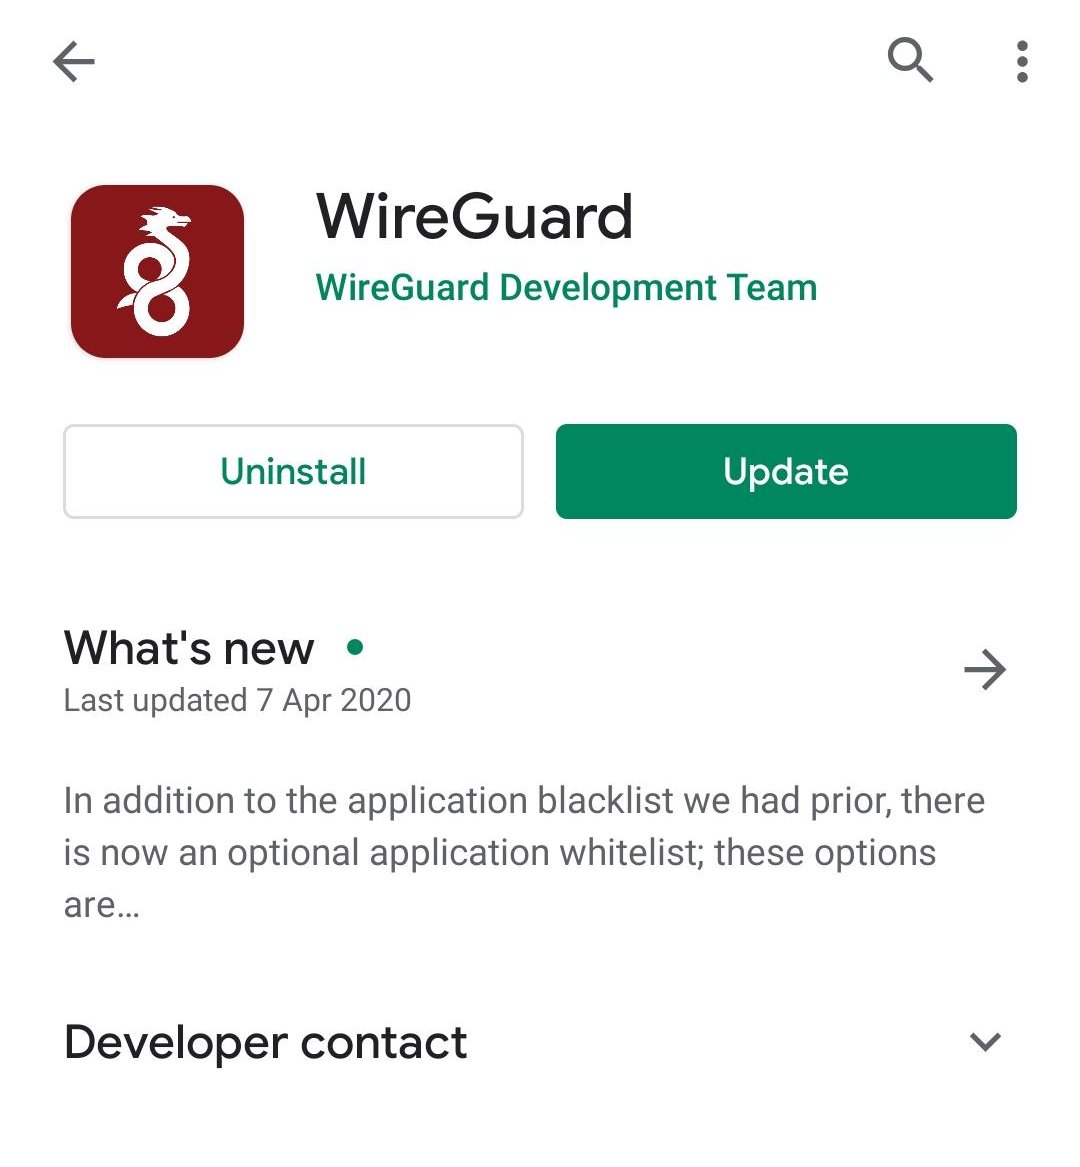 WireGuard
WireGuard Development Team
Uninstall
Update
What's new
Last updated 7 Apr 2020
In addition to the application blacklist we had prior, there
is now an optional application whitelist; these options
are…
Developer contact